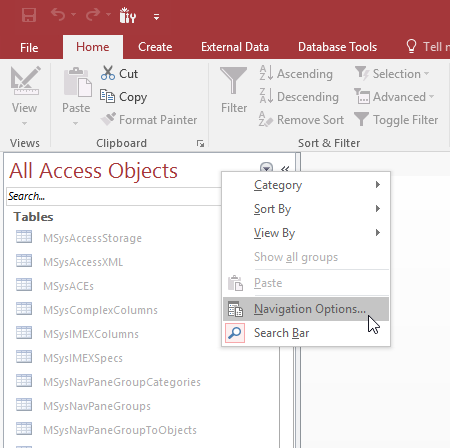 File Home Create External Data Database Tools Tell m
View
Paste
Cut
Copy
Format Painter
Filter
Ascending
Descending
Remove Sort
Selection
Advanced
Toggle Filter
Views Clipboard Sort & Filter
All Access Objects
Search...
Tables
MSysAccessStorage
MSysAccessXML
MSysACEs
MSysComplexColumns
MSysIMEXColumns
MSysIMEXSpecs
MSysNavPaneGroupCategories
MSysNavPaneGroups
MSysNavPaneGroupToObjects
Category
Sort By
View By
Show all groups
Paste
Navigation Options...
Search Bar